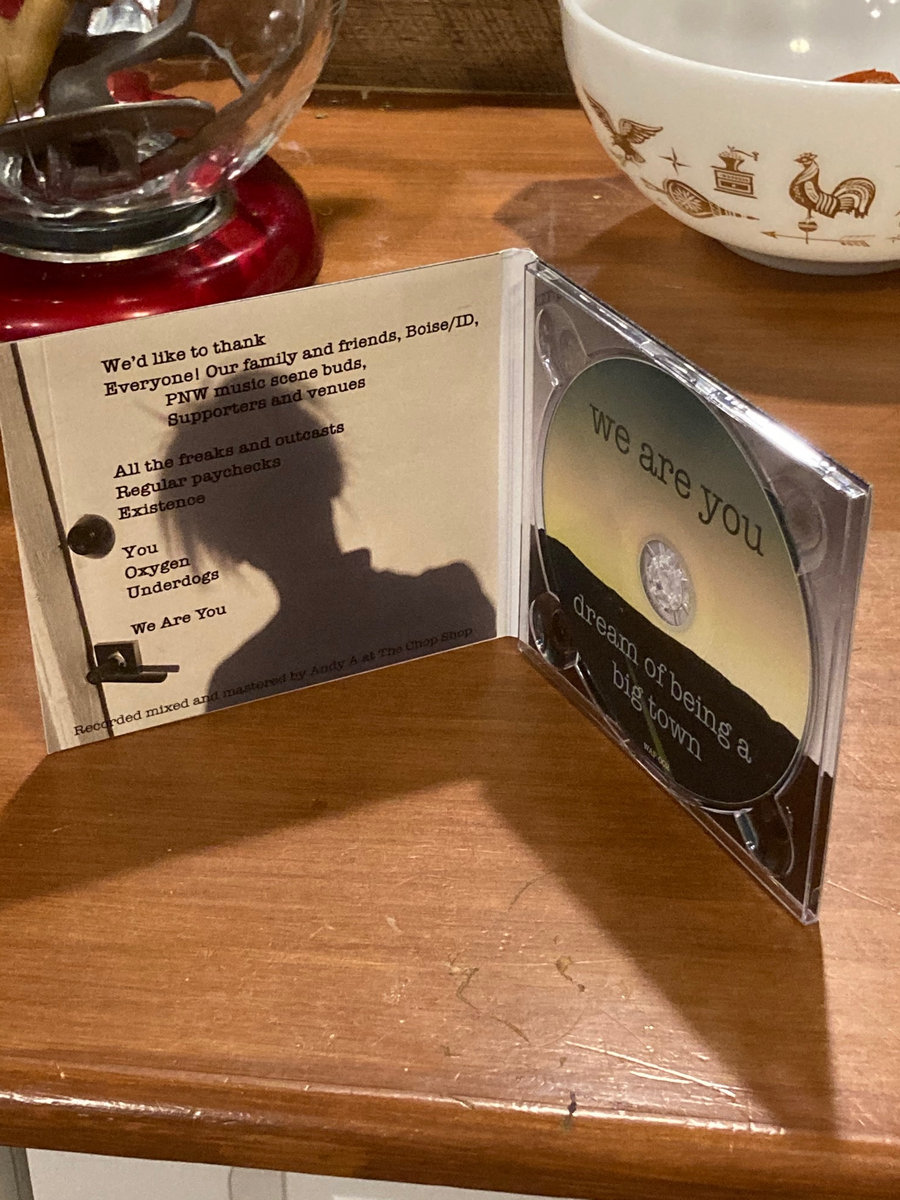 We'd like to thank
Everyone! Our family and friends, Boise/ID,
PNW music scene buds,
Supporters and venues
All the freaks and outcasts
Regular paychecks
Existence
You
Oxygen
Underdogs
We Are You
Recorded mixed and mastered by Andy A at The Chop Shop
we are you
dream of being a
big town